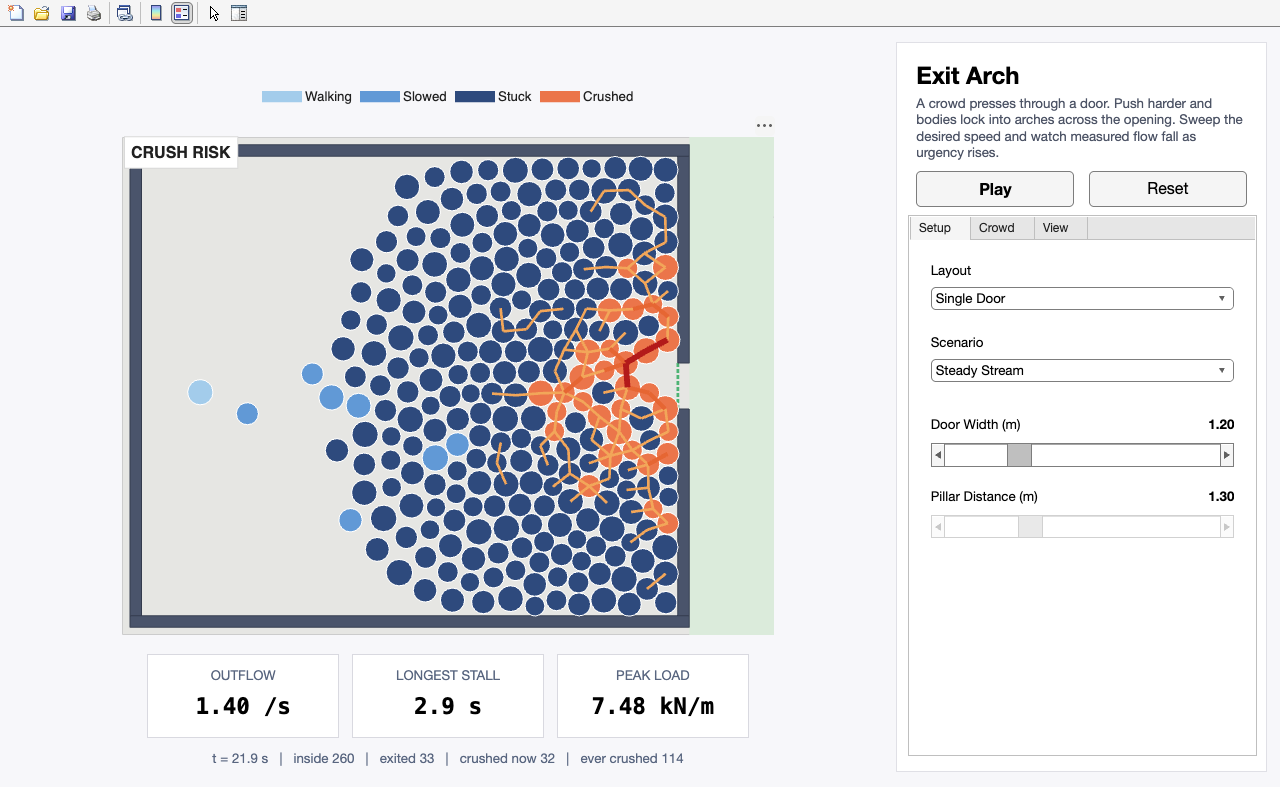 Walking Slowed Stuck Crushed
CRUSH RISK
OUTFLOW
1.40 /s
LONGEST STALL
2.9 s
PEAK LOAD
7.48 kN/m
t = 21.9 s | inside 260 | exited 33 | crushed now 32 | ever crushed 114
Exit Arch
A crowd presses through a door. Push harder and
bodies lock into arches across the opening. Sweep the
desired speed and watch measured flow fall as
urgency rises.
Play Reset
Setup Crowd View
Layout
Single Door
Scenario
Steady Stream
Door Width (m) 1.20
Pillar Distance (m) 1.30